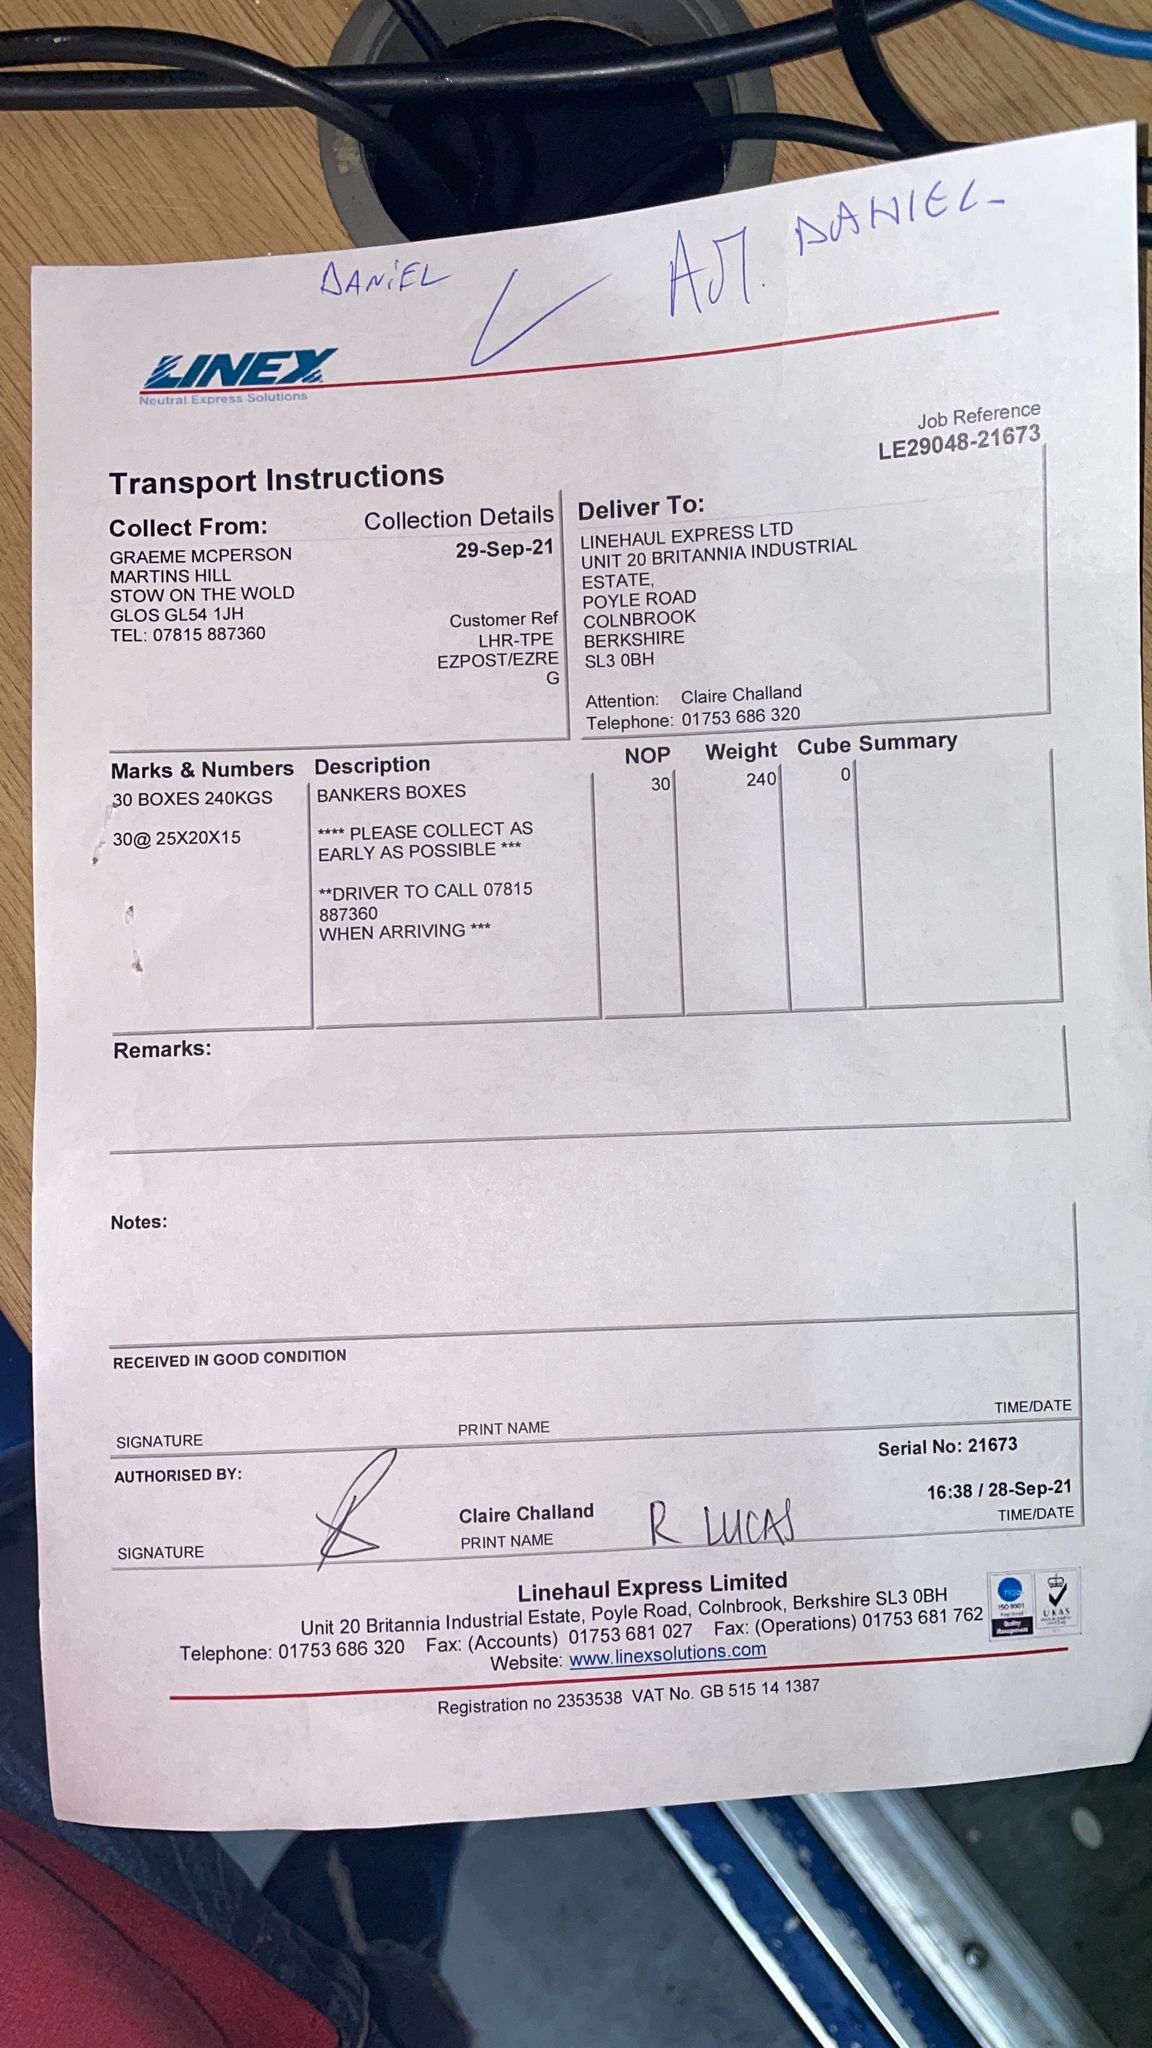 DANIEL
AM. DANIEL
LINEX
Neutral Express Solutions
Job Reference
LE29048-21673
Transport Instructions
Collect From:
GRAEME MCPERSON
MARTINS HILL
STOW ON THE WOLD
GLOS GL54 1JH
TEL: 07815 887360
Collection Details
29-Sep-21
Customer Ref
LHR-TPE
EZPOST/EZRE
G
Deliver To:
LINEHAUL EXPRESS LTD
UNIT 20 BRITANNIA INDUSTRIAL
ESTATE,
POYLE ROAD
COLNBROOK
BERKSHIRE
SL3 0BH
Attention: Claire Challand
Telephone: 01753 686 320
Marks & Numbers Description NOP Weight Cube Summary
30 BOXES 240KGS BANKERS BOXES 30 240 0
30@ 25X20X15 **** PLEASE COLLECT AS
EARLY AS POSSIBLE ***
**DRIVER TO CALL 07815
887360
WHEN ARRIVING ***
Remarks:
Notes:
RECEIVED IN GOOD CONDITION
SIGNATURE PRINT NAME TIME/DATE
AUTHORISED BY: Serial No: 21673
Claire Challand R LUCAS 16:38 / 28-Sep-21
SIGNATURE PRINT NAME TIME/DATE
Linehaul Express Limited
Unit 20 Britannia Industrial Estate, Poyle Road, Colnbrook, Berkshire SL3 0BH
Telephone: 01753 686 320 Fax: (Accounts) 01753 681 027 Fax: (Operations) 01753 681 762
Website: www.linexsolutions.com
Registration no 2353538 VAT No. GB 515 14 1387
nqa
ISO 9001
Registered
Quality
Management
UKAS